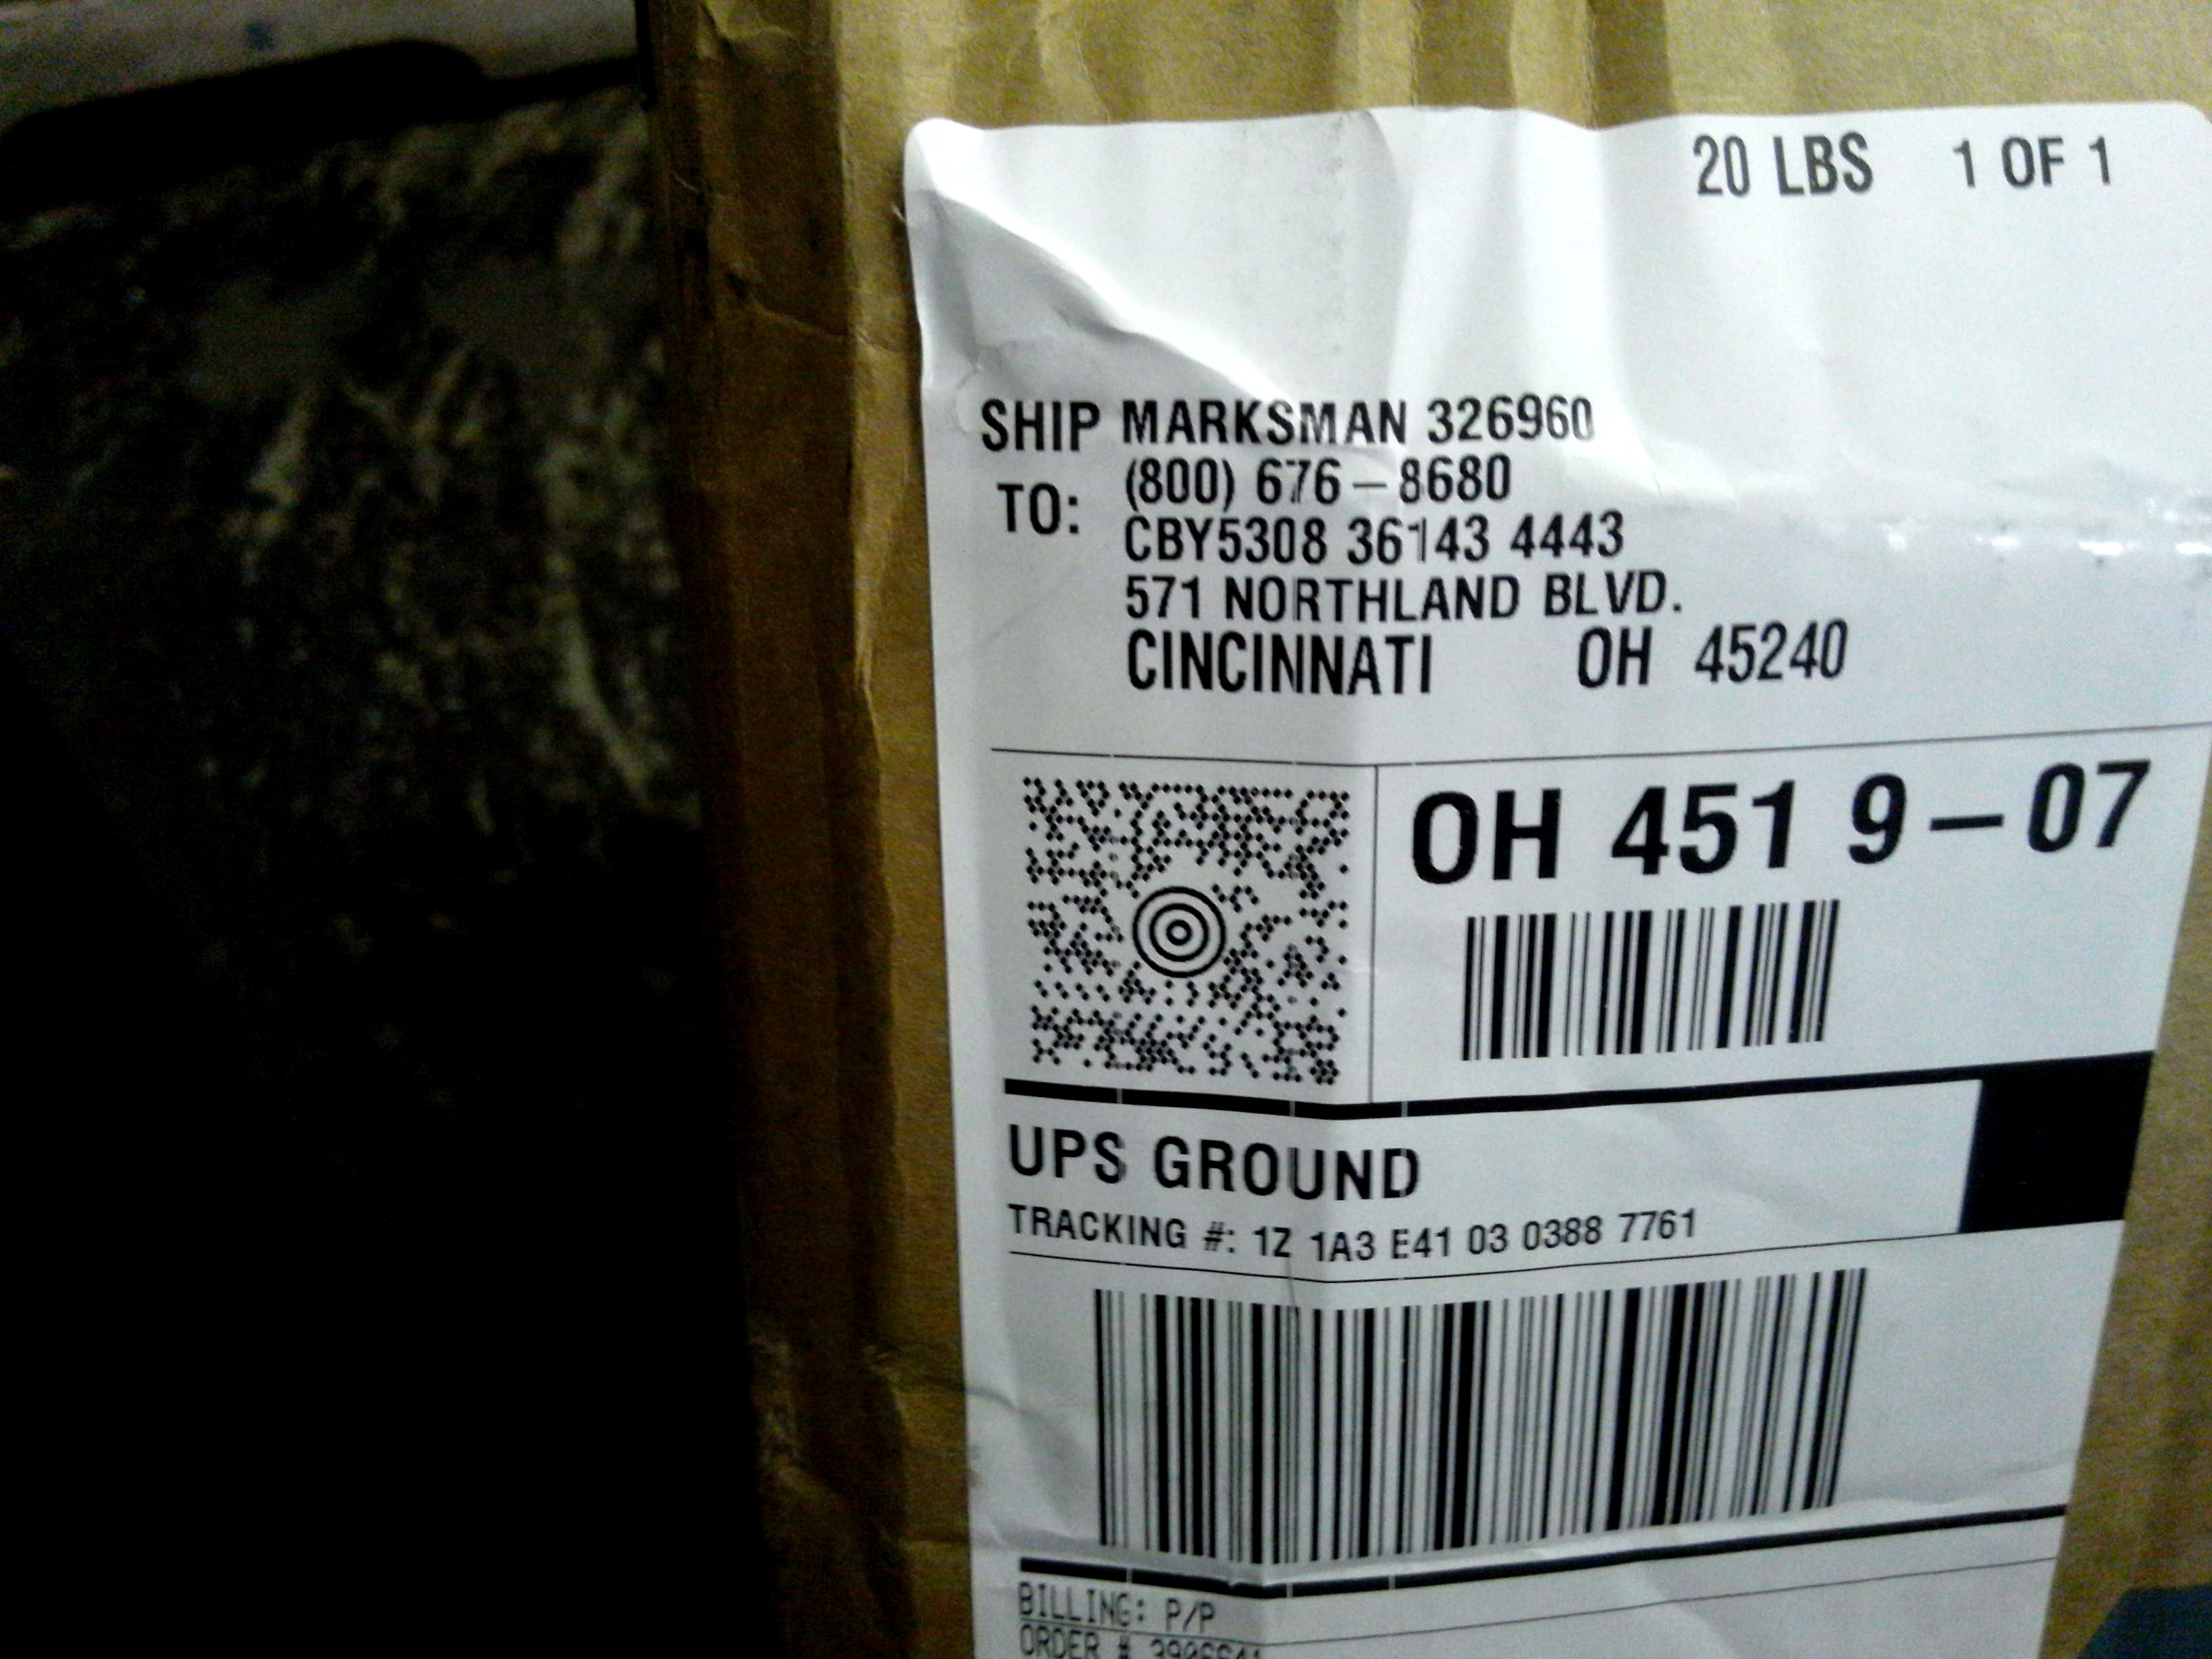 20 LBS 1 OF 1
SHIP TO: MARKSMAN 326960
(800) 676-8680
CBY5308 36143 4443
571 NORTHLAND BLVD.
CINCINNATI OH 45240
OH 451 9-07
UPS GROUND
TRACKING #: 1Z 1A3 E41 03 0388 7761
BILLING: P/P
ORDER #